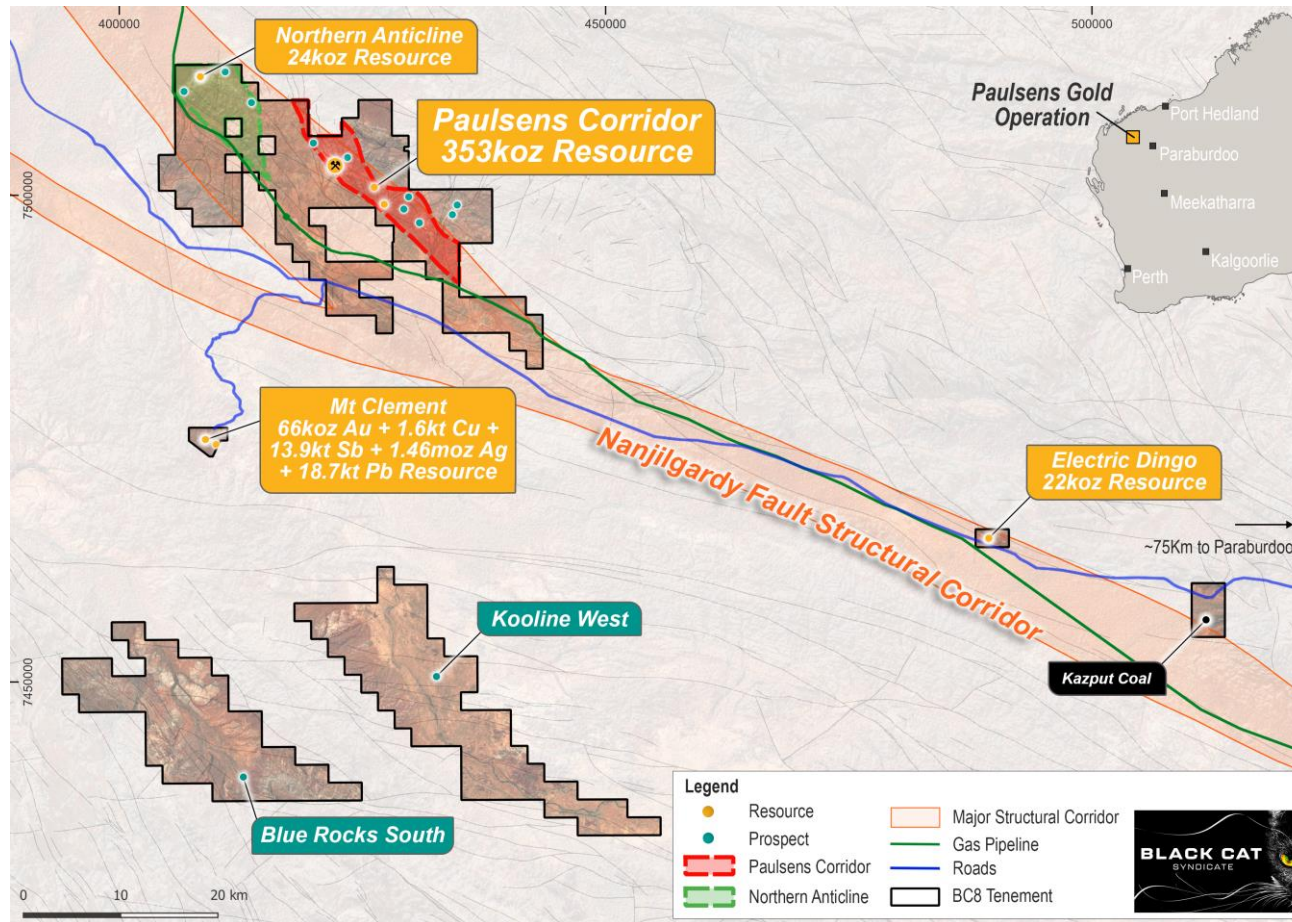 400000
450000
500000
Northern Anticline
24koz Resource
Paulsens Corridor
353koz Resource
Paulsens Gold
Operation
Port Hedland
Paraburdoo
Meekatharra
Kalgoorlie
Perth
7500000
Mt Clement
66koz Au + 1.6kt Cu +
13.9kt Sb + 1.46moz Ag
+ 18.7kt Pb Resource
Nanjilgardy Fault Structural Corridor
Electric Dingo
22koz Resource
~75Km to Paraburdoo
Kooline West
Kazput Coal
7450000
Blue Rocks South
0 10 20 km
Legend
Resource
Prospect
Paulsens Corridor
Northern Anticline
Major Structural Corridor
Gas Pipeline
Roads
BC8 Tenement
BLACK CAT
SYNDICATE